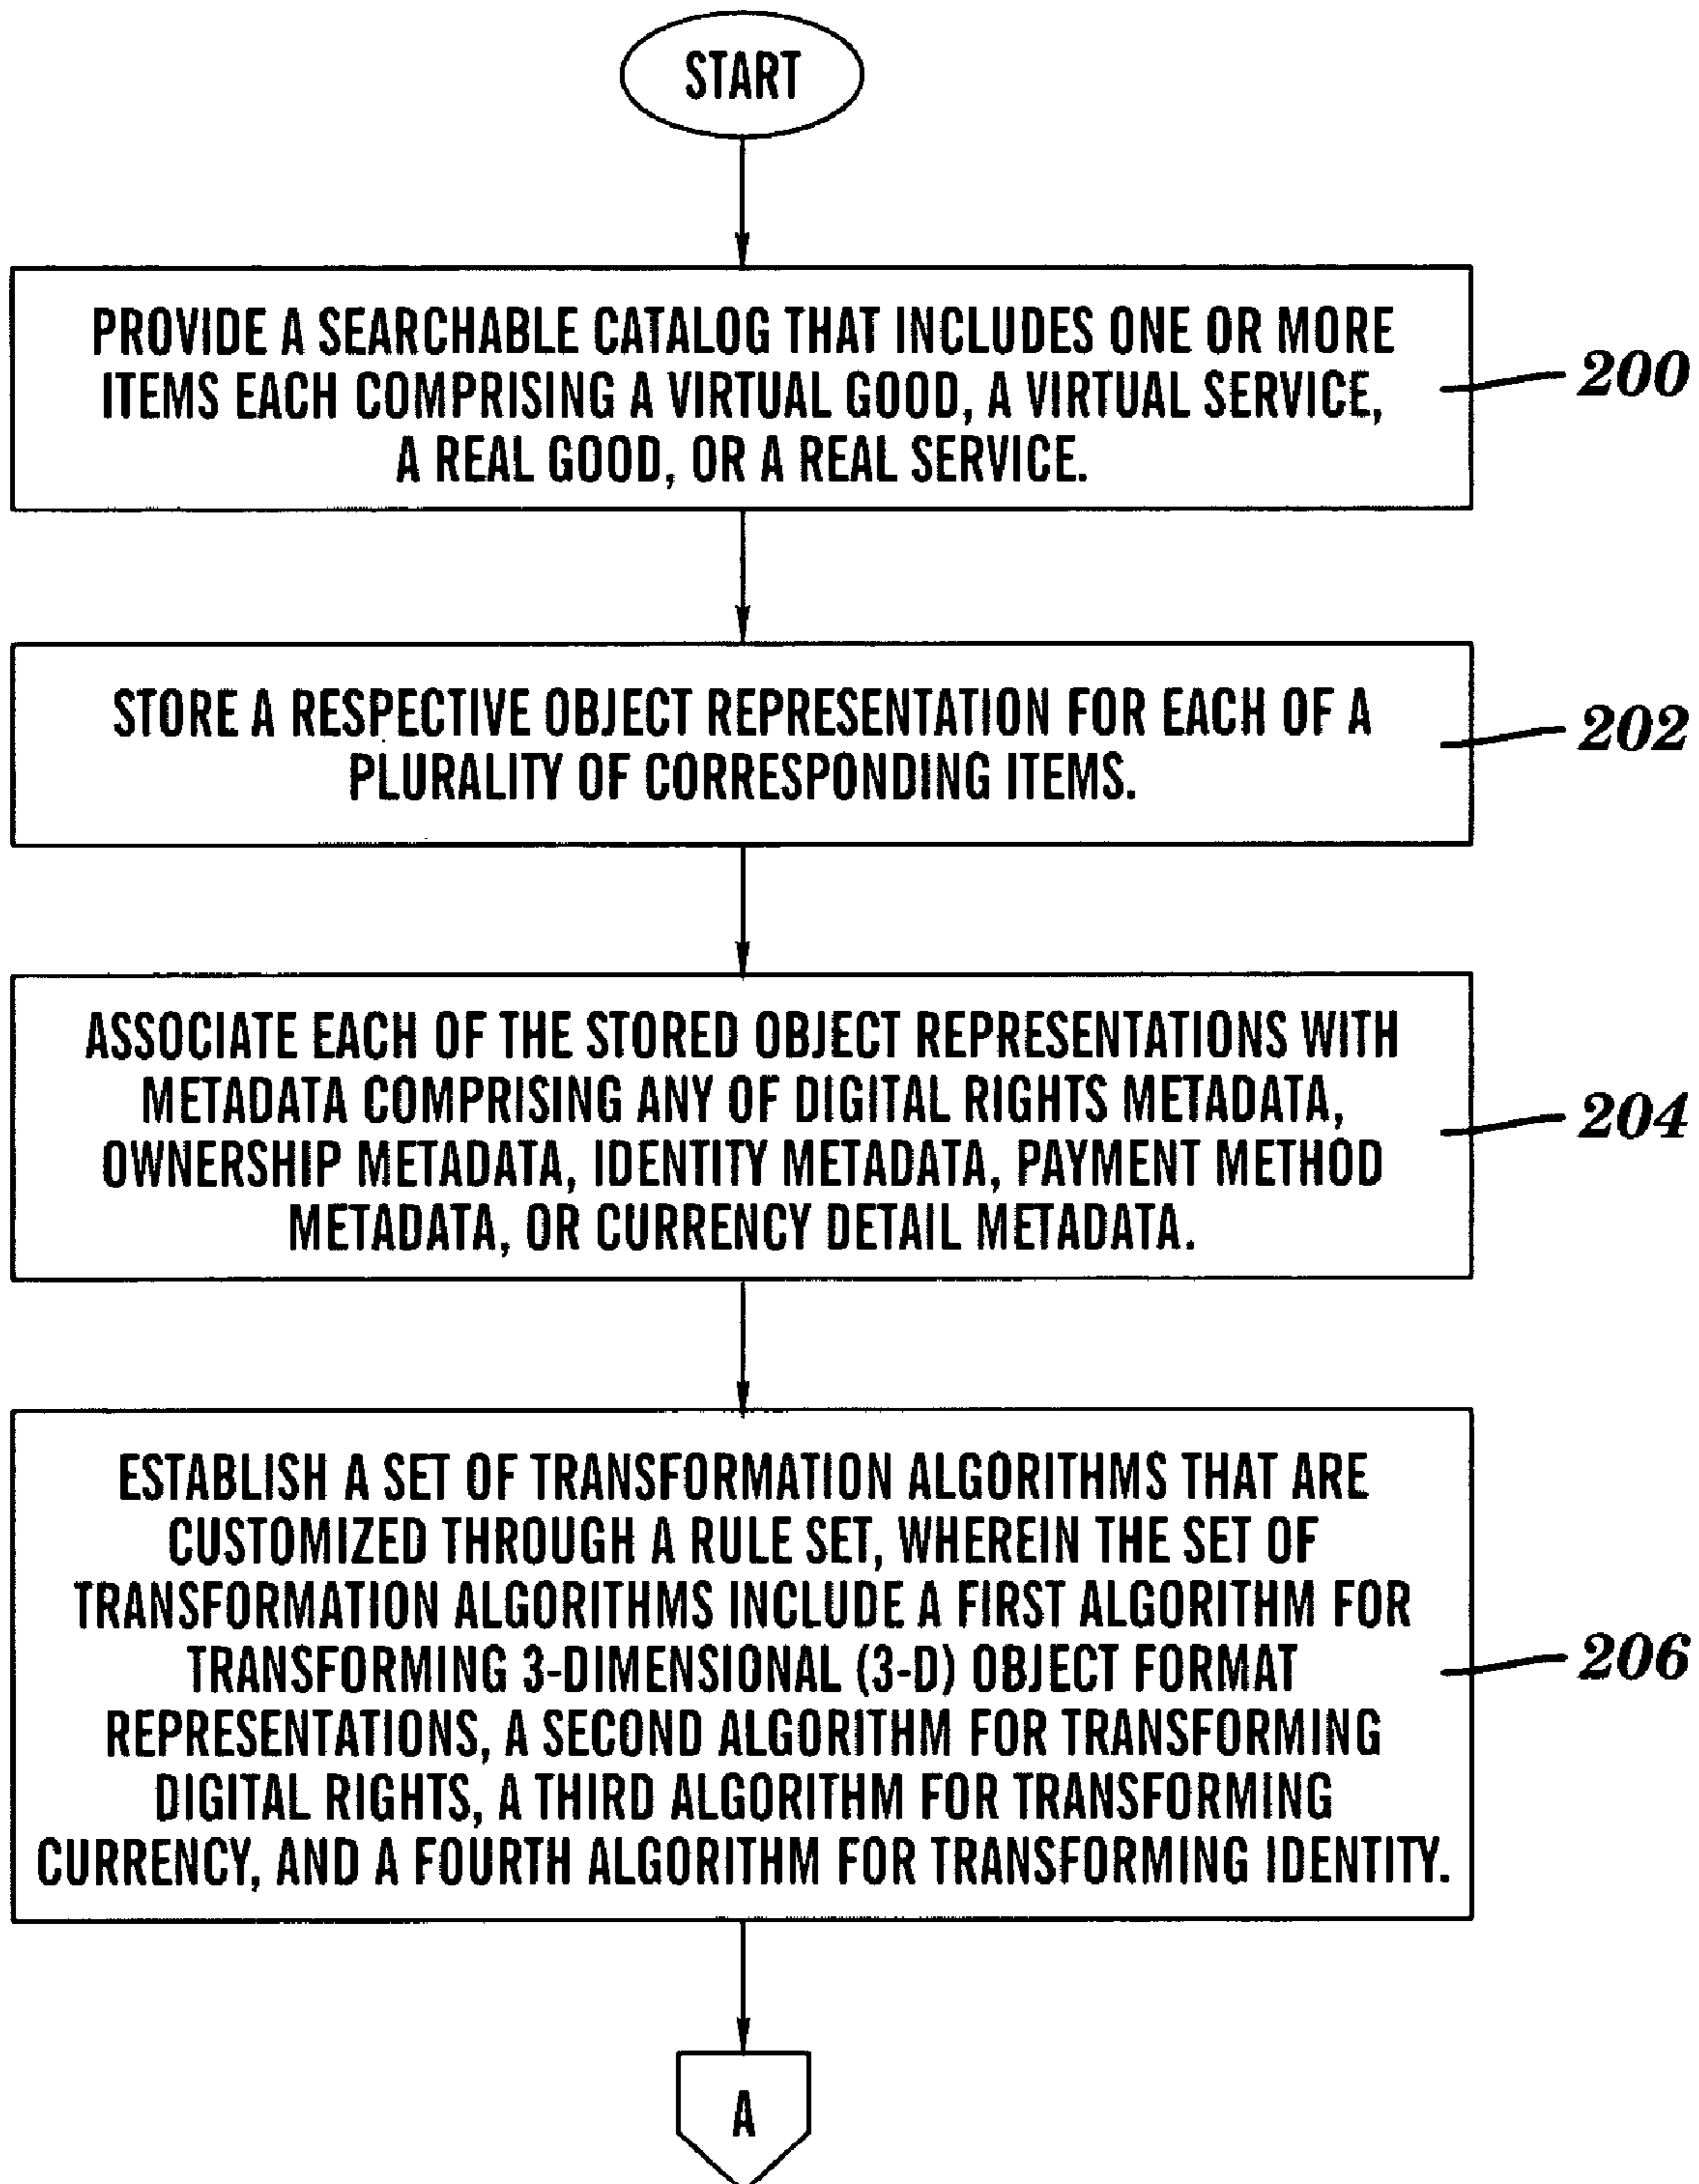 START
PROVIDE A SEARCHABLE CATALOG THAT INCLUDES ONE OR MORE
ITEMS EACH COMPRISING A VIRTUAL GOOD, A VIRTUAL SERVICE,
A REAL GOOD, OR A REAL SERVICE.
200
STORE A RESPECTIVE OBJECT REPRESENTATION FOR EACH OF A
PLURALITY OF CORRESPONDING ITEMS.
202
ASSOCIATE EACH OF THE STORED OBJECT REPRESENTATIONS WITH
METADATA COMPRISING ANY OF DIGITAL RIGHTS METADATA,
OWNERSHIP METADATA, IDENTITY METADATA, PAYMENT METHOD
METADATA, OR CURRENCY DETAIL METADATA.
204
ESTABLISH A SET OF TRANSFORMATION ALGORITHMS THAT ARE
CUSTOMIZED THROUGH A RULE SET, WHEREIN THE SET OF
TRANSFORMATION ALGORITHMS INCLUDE A FIRST ALGORITHM FOR
TRANSFORMING 3-DIMENSIONAL (3-D) OBJECT FORMAT
REPRESENTATIONS, A SECOND ALGORITHM FOR TRANSFORMING
DIGITAL RIGHTS, A THIRD ALGORITHM FOR TRANSFORMING
CURRENCY, AND A FOURTH ALGORITHM FOR TRANSFORMING IDENTITY.
206
A